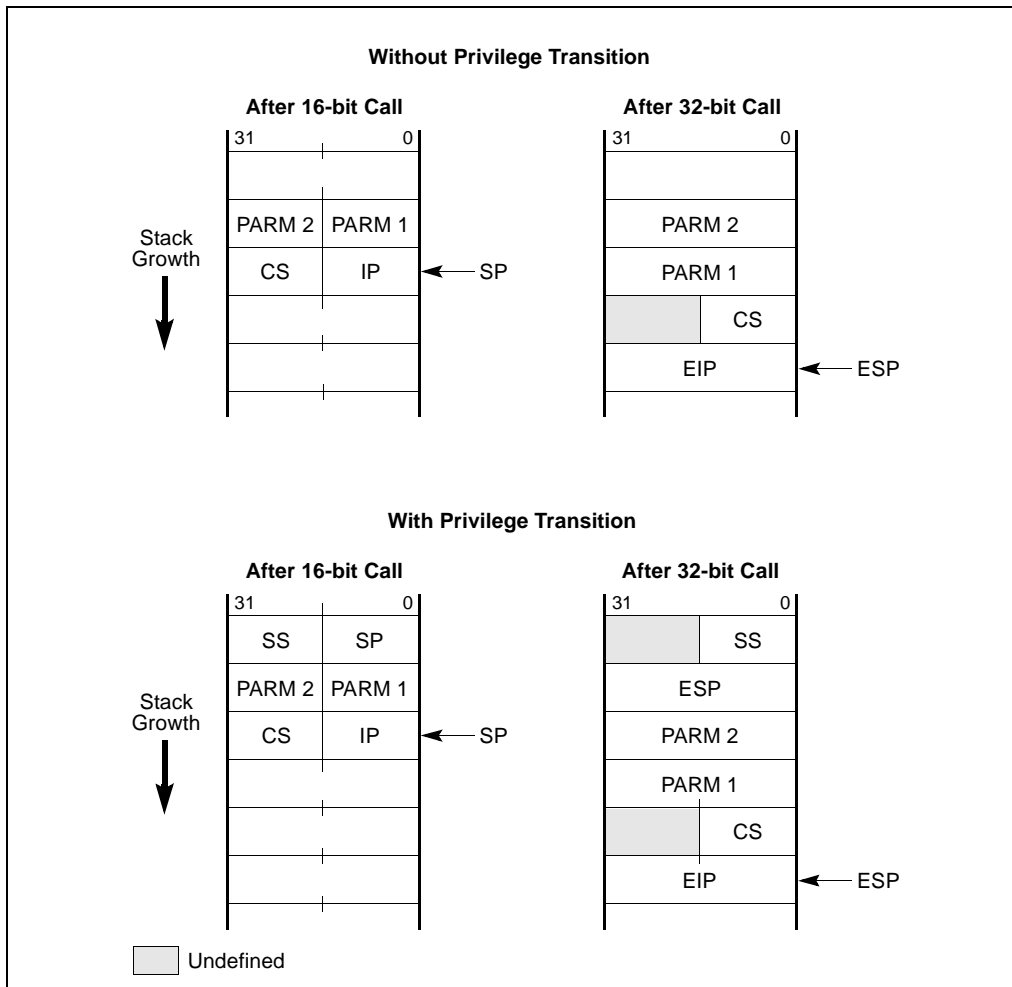 Without Privilege Transition
After 16-bit Call
After 32-bit Call
31 0
31 0
PARM 2 PARM 1
PARM 2
Stack
Growth
CS IP
SP
PARM 1
CS
EIP
ESP
With Privilege Transition
After 16-bit Call
After 32-bit Call
31 0
31 0
SS SP
SS
PARM 2 PARM 1
ESP
Stack
Growth
CS IP
SP
PARM 2
PARM 1
CS
EIP
ESP
Undefined